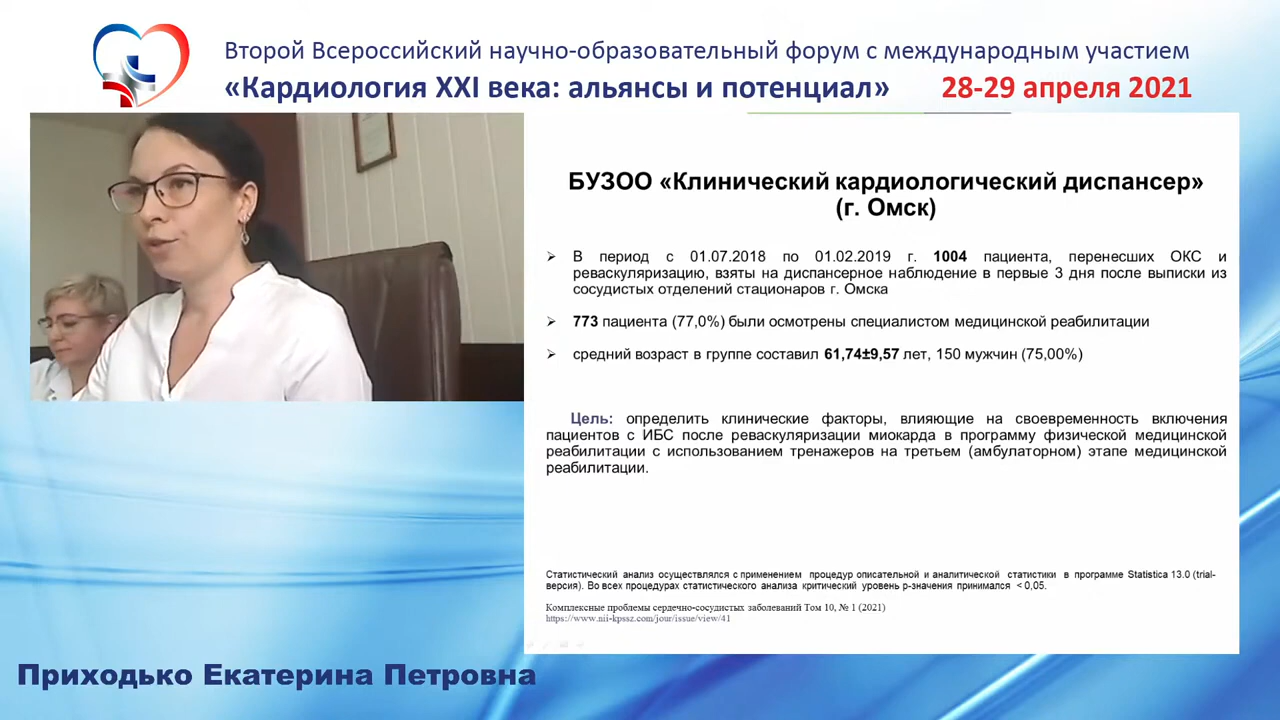 Второй Всероссийский научно-образовательный форум с международным участием
«Кардиология XXI века: альянсы и потенциал» 28-29 апреля 2021
БУЗОО «Клинический кардиологический диспансер»
(г. Омск)
В период с 01.07.2018 по 01.02.2019 г. 1004 пациента, перенесших ОКС и
реваскуляризацию, взяты на диспансерное наблюдение в первые 3 дня после выписки из
сосудистых отделений стационаров г. Омска
773 пациента (77,0%) были осмотрены специалистом медицинской реабилитации
средний возраст в группе составил 61,74±9,57 лет, 150 мужчин (75,00%)
Цель: определить клинические факторы, влияющие на своевременность включения
пациентов с ИБС после реваскуляризации миокарда в программу физической медицинской
реабилитации с использованием тренажеров на третьем (амбулаторном) этапе медицинской
реабилитации.
Статистический анализ осуществлялся с применением процедур описательной и аналитической статистики в программе Statistica 13.0 (trial-
версия). Во всех процедурах статистического анализа критический уровень p-значения принимался < 0,05.
Комплексные проблемы сердечно-сосудистых заболеваний Том 10, № 1 (2021)
https://www.nii-kpssz.com/jour/issue/view/41
Приходько Екатерина Петровна